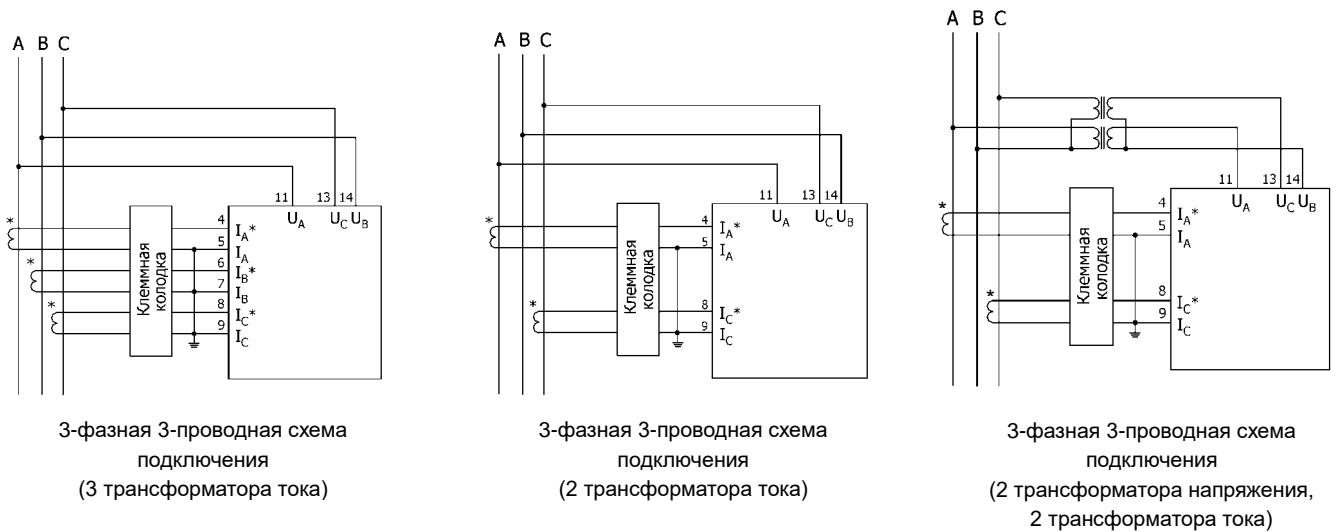 A B C
11 13 14
U_A U_C U_B
*
4
I_A*
5
I_A
*
6
I_B*
7
I_B
*
8
I_C*
9
I_C
Клеммная
колодка
3-фазная 3-проводная схема
подключения
(3 трансформатора тока)
A B C
11 13 14
U_A U_C U_B
*
4
I_A*
5
I_A
*
8
I_C*
9
I_C
Клеммная
колодка
3-фазная 3-проводная схема
подключения
(2 трансформатора тока)
A B C
11 13 14
U_A U_C U_B
*
4
I_A*
5
I_A
*
8
I_C*
9
I_C
Клеммная
колодка
3-фазная 3-проводная схема
подключения
(2 трансформатора напряжения,
2 трансформатора тока)